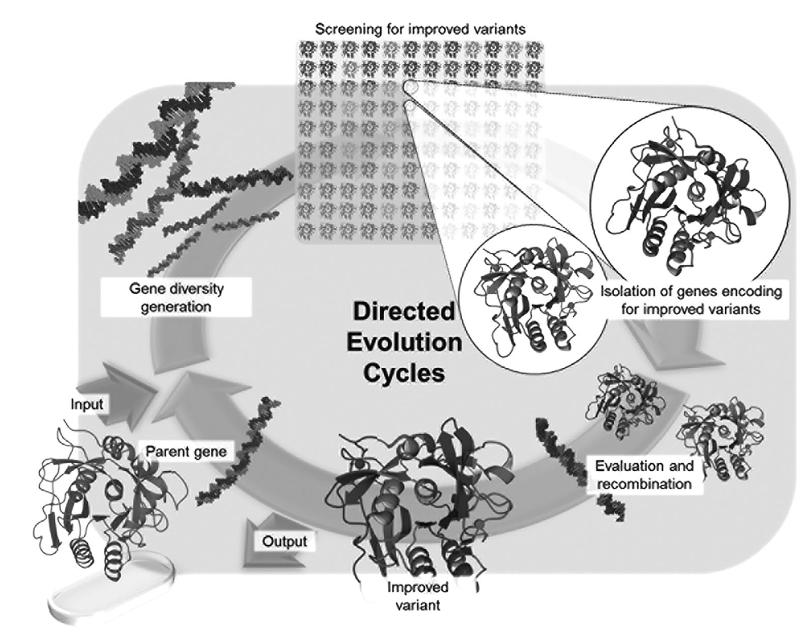 Screening for improved variants
Gene diversity
generation
Isolation of genes encoding
for improved variants
Directed
Evolution
Cycles
Input
Parent gene
Evaluation and
recombination
Output
Improved
variant